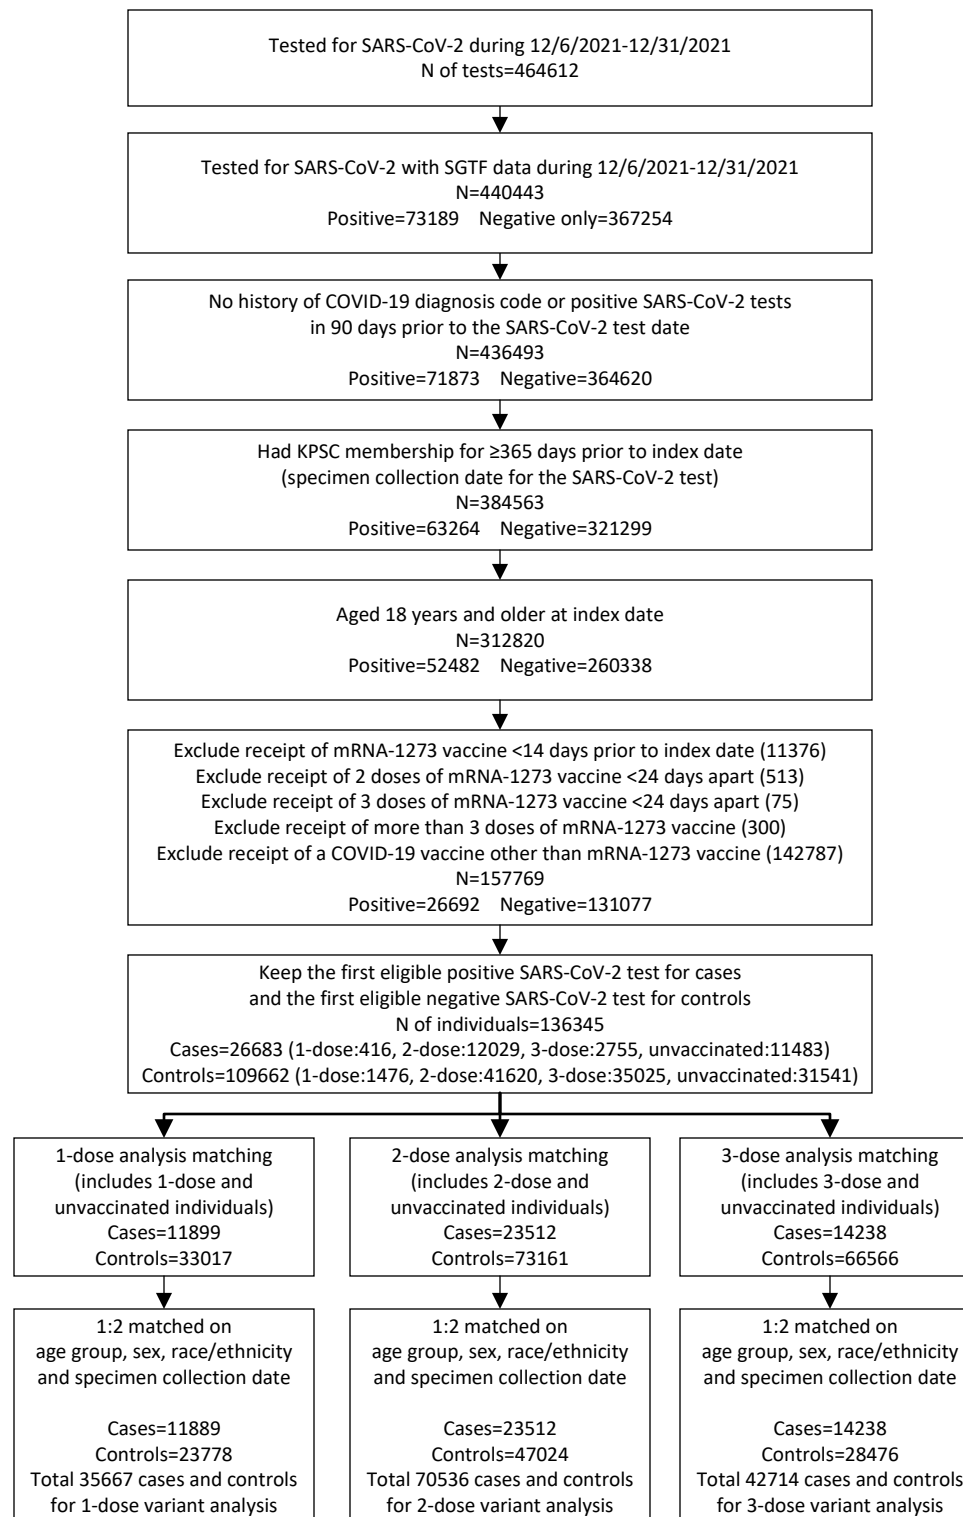 Tested for SARS-CoV-2 during 12/6/2021-12/31/2021
N of tests=464612
Tested for SARS-CoV-2 with SGTF data during 12/6/2021-12/31/2021
N=440443
Positive=73189 Negative only=367254
No history of COVID-19 diagnosis code or positive SARS-CoV-2 tests
in 90 days prior to the SARS-CoV-2 test date
N=436493
Positive=71873 Negative=364620
Had KPSC membership for ≥365 days prior to index date
(specimen collection date for the SARS-CoV-2 test)
N=384563
Positive=63264 Negative=321299
Aged 18 years and older at index date
N=312820
Positive=52482 Negative=260338
Exclude receipt of mRNA-1273 vaccine <14 days prior to index date (11376)
Exclude receipt of 2 doses of mRNA-1273 vaccine <24 days apart (513)
Exclude receipt of 3 doses of mRNA-1273 vaccine <24 days apart (75)
Exclude receipt of more than 3 doses of mRNA-1273 vaccine (300)
Exclude receipt of a COVID-19 vaccine other than mRNA-1273 vaccine (142787)
N=157769
Positive=26692 Negative=131077
Keep the first eligible positive SARS-CoV-2 test for cases
and the first eligible negative SARS-CoV-2 test for controls
N of individuals=136345
Cases=26683 (1-dose:416, 2-dose:12029, 3-dose:2755, unvaccinated:11483)
Controls=109662 (1-dose:1476, 2-dose:41620, 3-dose:35025, unvaccinated:31541)
1-dose analysis matching
(includes 1-dose and
unvaccinated individuals)
Cases=11899
Controls=33017
2-dose analysis matching
(includes 2-dose and
unvaccinated individuals)
Cases=23512
Controls=73161
3-dose analysis matching
(includes 3-dose and
unvaccinated individuals)
Cases=14238
Controls=66566
1:2 matched on
age group, sex, race/ethnicity
and specimen collection date
Cases=11889
Controls=23778
Total 35667 cases and controls
for 1-dose variant analysis
1:2 matched on
age group, sex, race/ethnicity
and specimen collection date
Cases=23512
Controls=47024
Total 70536 cases and controls
for 2-dose variant analysis
1:2 matched on
age group, sex, race/ethnicity
and specimen collection date
Cases=14238
Controls=28476
Total 42714 cases and controls
for 3-dose variant analysis